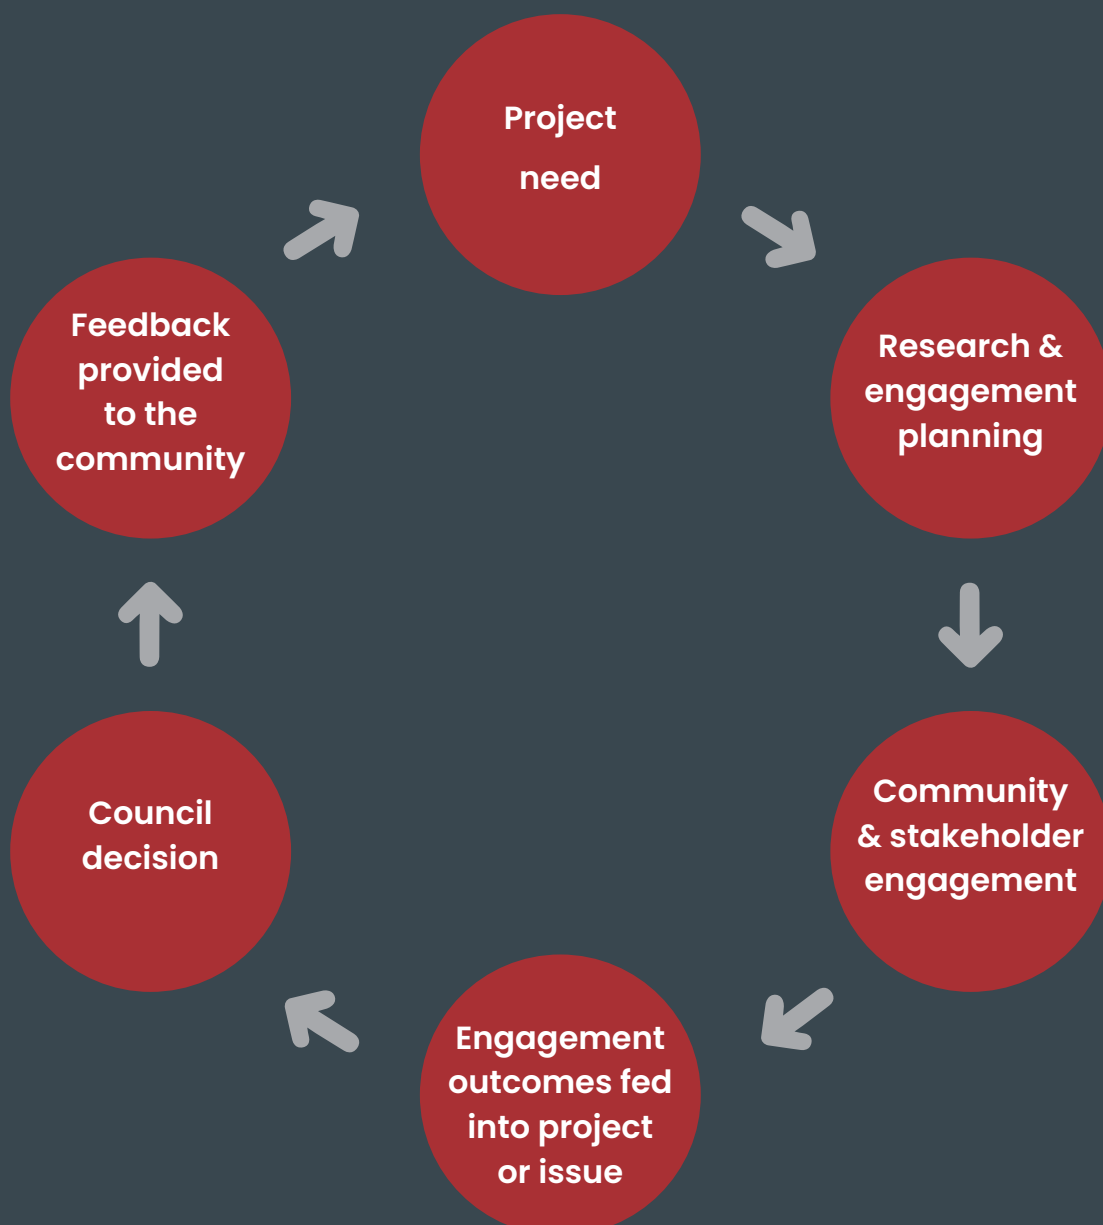 Project
need
Research &
engagement
planning
Community
& stakeholder
engagement
Engagement
outcomes fed
into project
or issue
Council
decision
Feedback
provided
to the
community